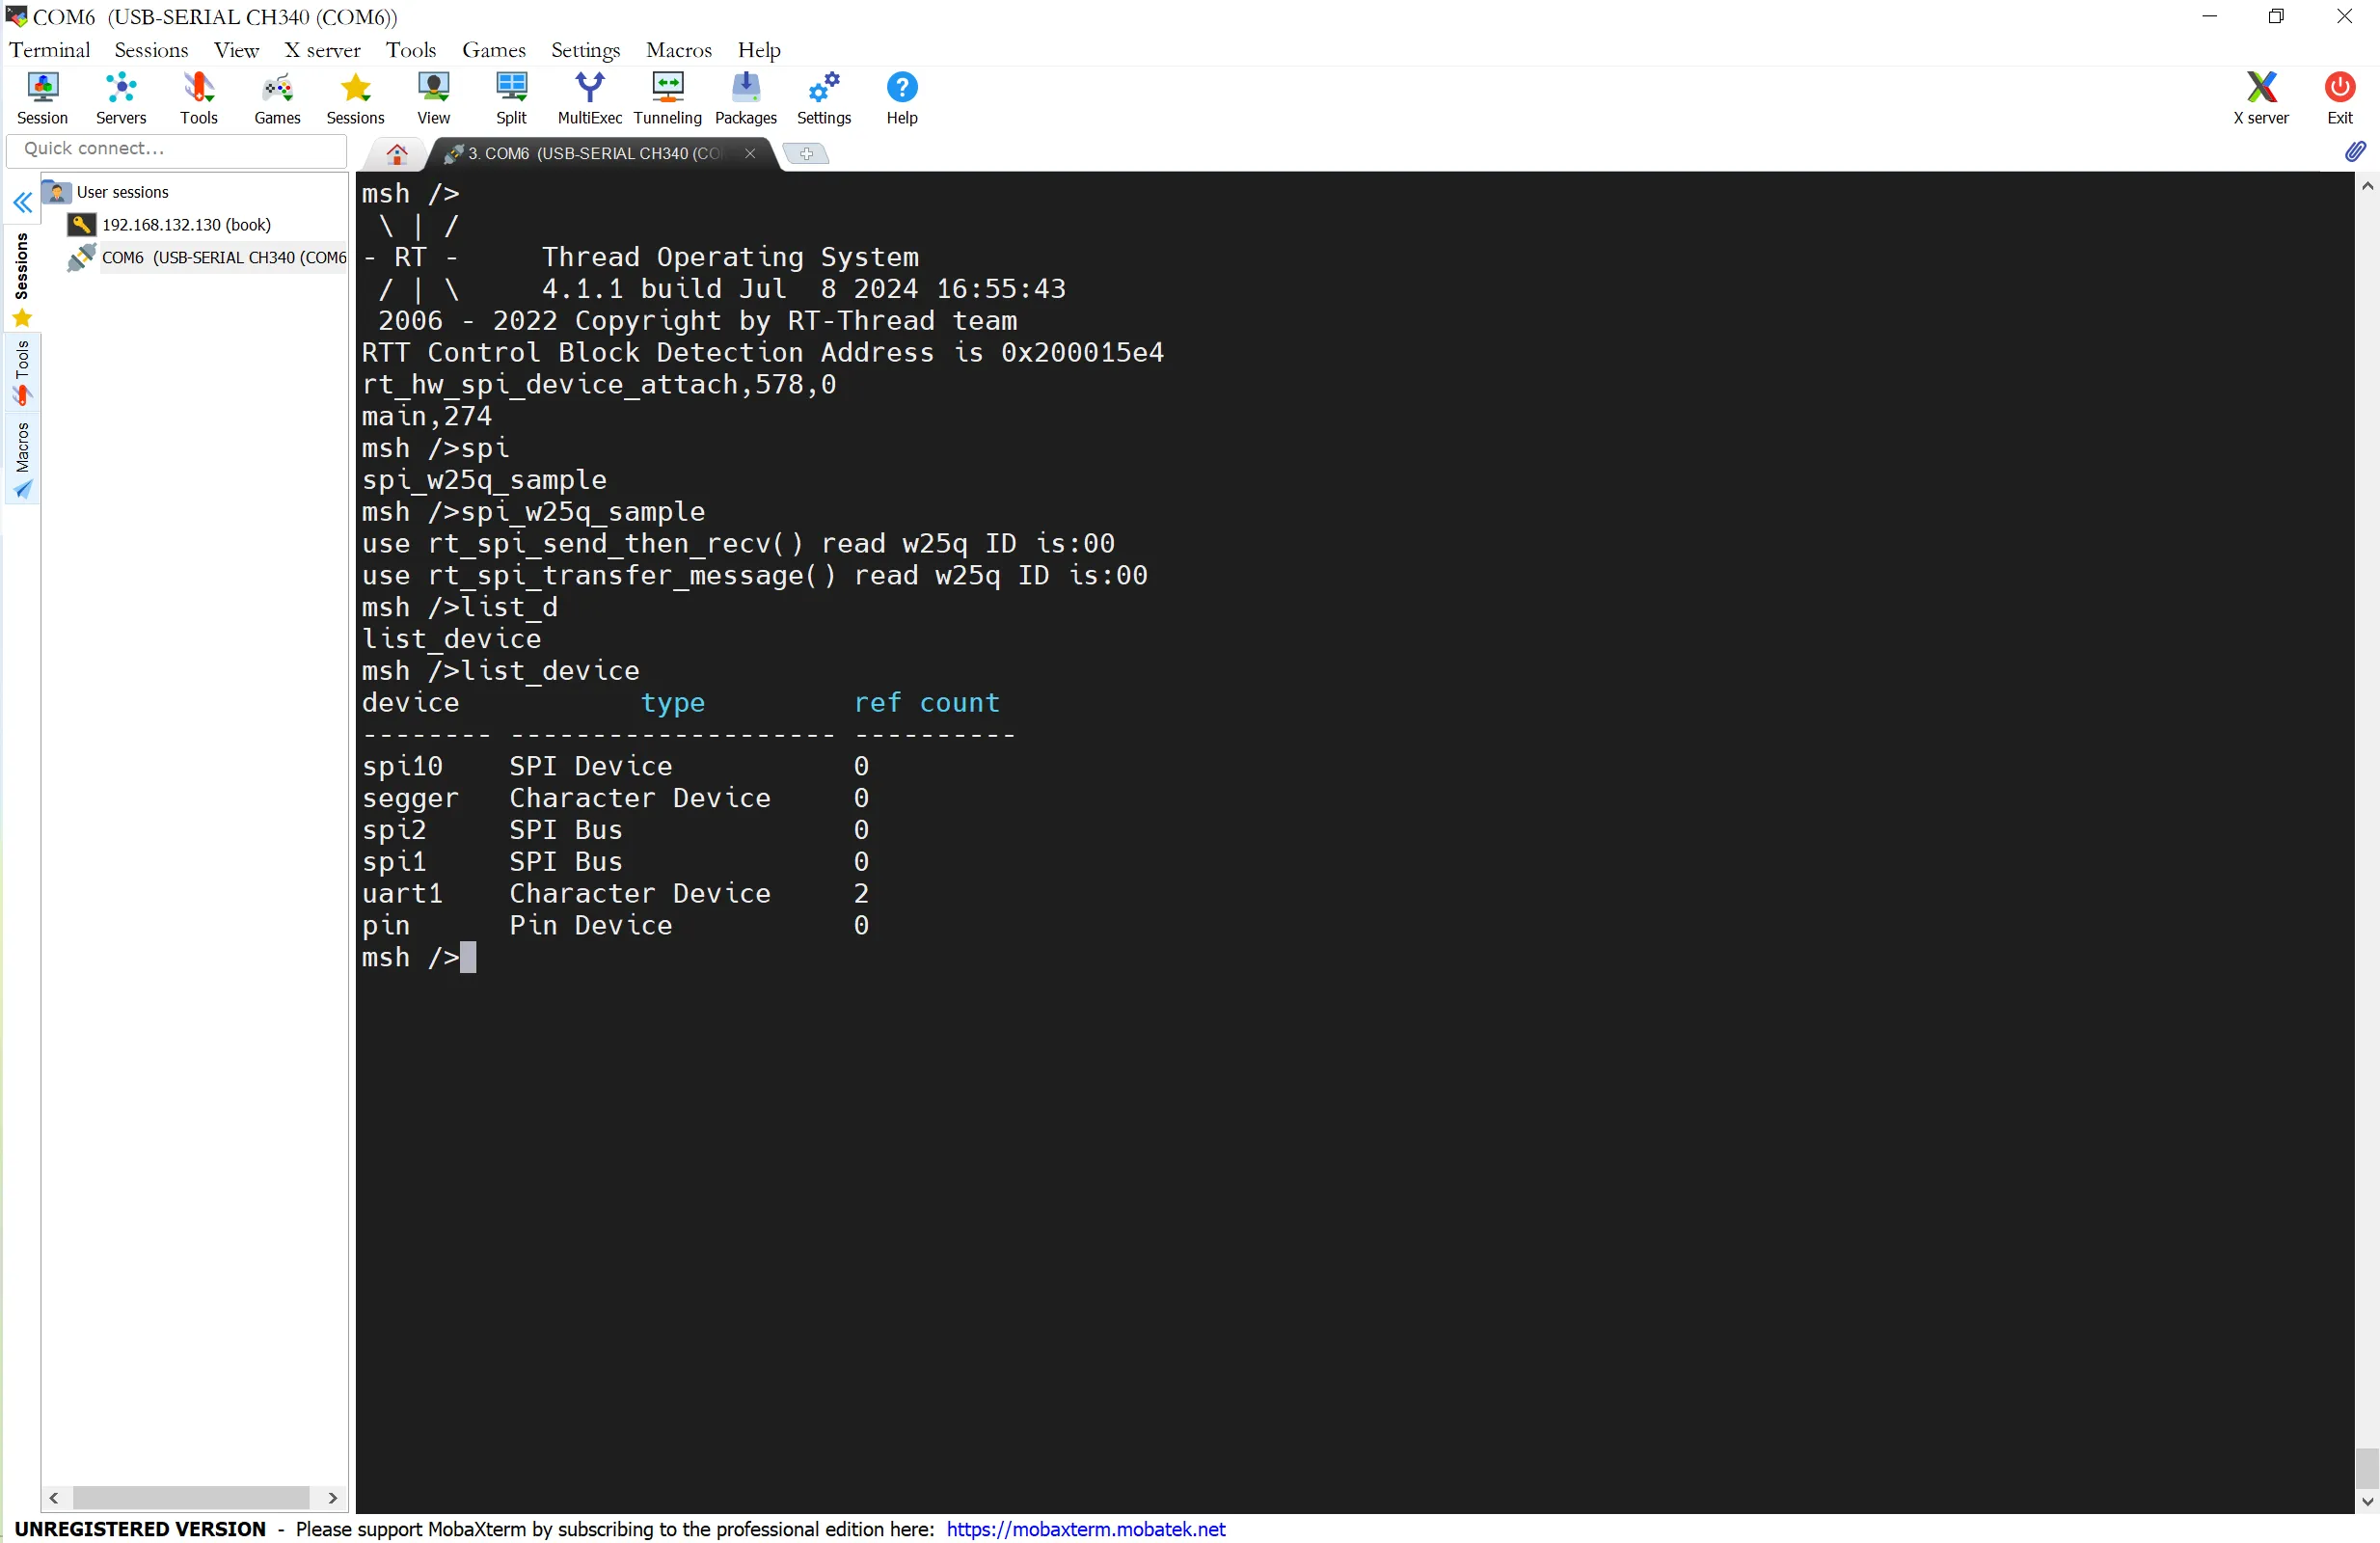 COM6  (USB-SERIAL CH340 (COM6))
Terminal Sessions View X server Tools Games Settings Macros Help
Session Servers Tools Games Sessions View Split MultiExec Tunneling Packages Settings Help X server Exit
Quick connect...
3. COM6  (USB-SERIAL CH340 (CO
User sessions
192.168.132.130 (book)
COM6  (USB-SERIAL CH340 (COM6
Sessions
Tools
Macros
msh />
 \ | /
- RT -     Thread Operating System
 / | \     4.1.1 build Jul  8 2024 16:55:43
 2006 - 2022 Copyright by RT-Thread team
RTT Control Block Detection Address is 0x200015e4
rt_hw_spi_device_attach,578,0
main,274
msh />spi
spi_w25q_sample
msh />spi_w25q_sample
use rt_spi_send_then_recv() read w25q ID is:00
use rt_spi_transfer_message() read w25q ID is:00
msh />list_d
list_device
msh />list_device
device           type         ref count
-------- -------------------- ----------
spi10    SPI Device           0
segger   Character Device     0
spi2     SPI Bus              0
spi1     SPI Bus              0
uart1    Character Device     2
pin      Pin Device           0
msh />
UNREGISTERED VERSION  -  Please support MobaXterm by subscribing to the professional edition here:  https://mobaxterm.mobatek.net